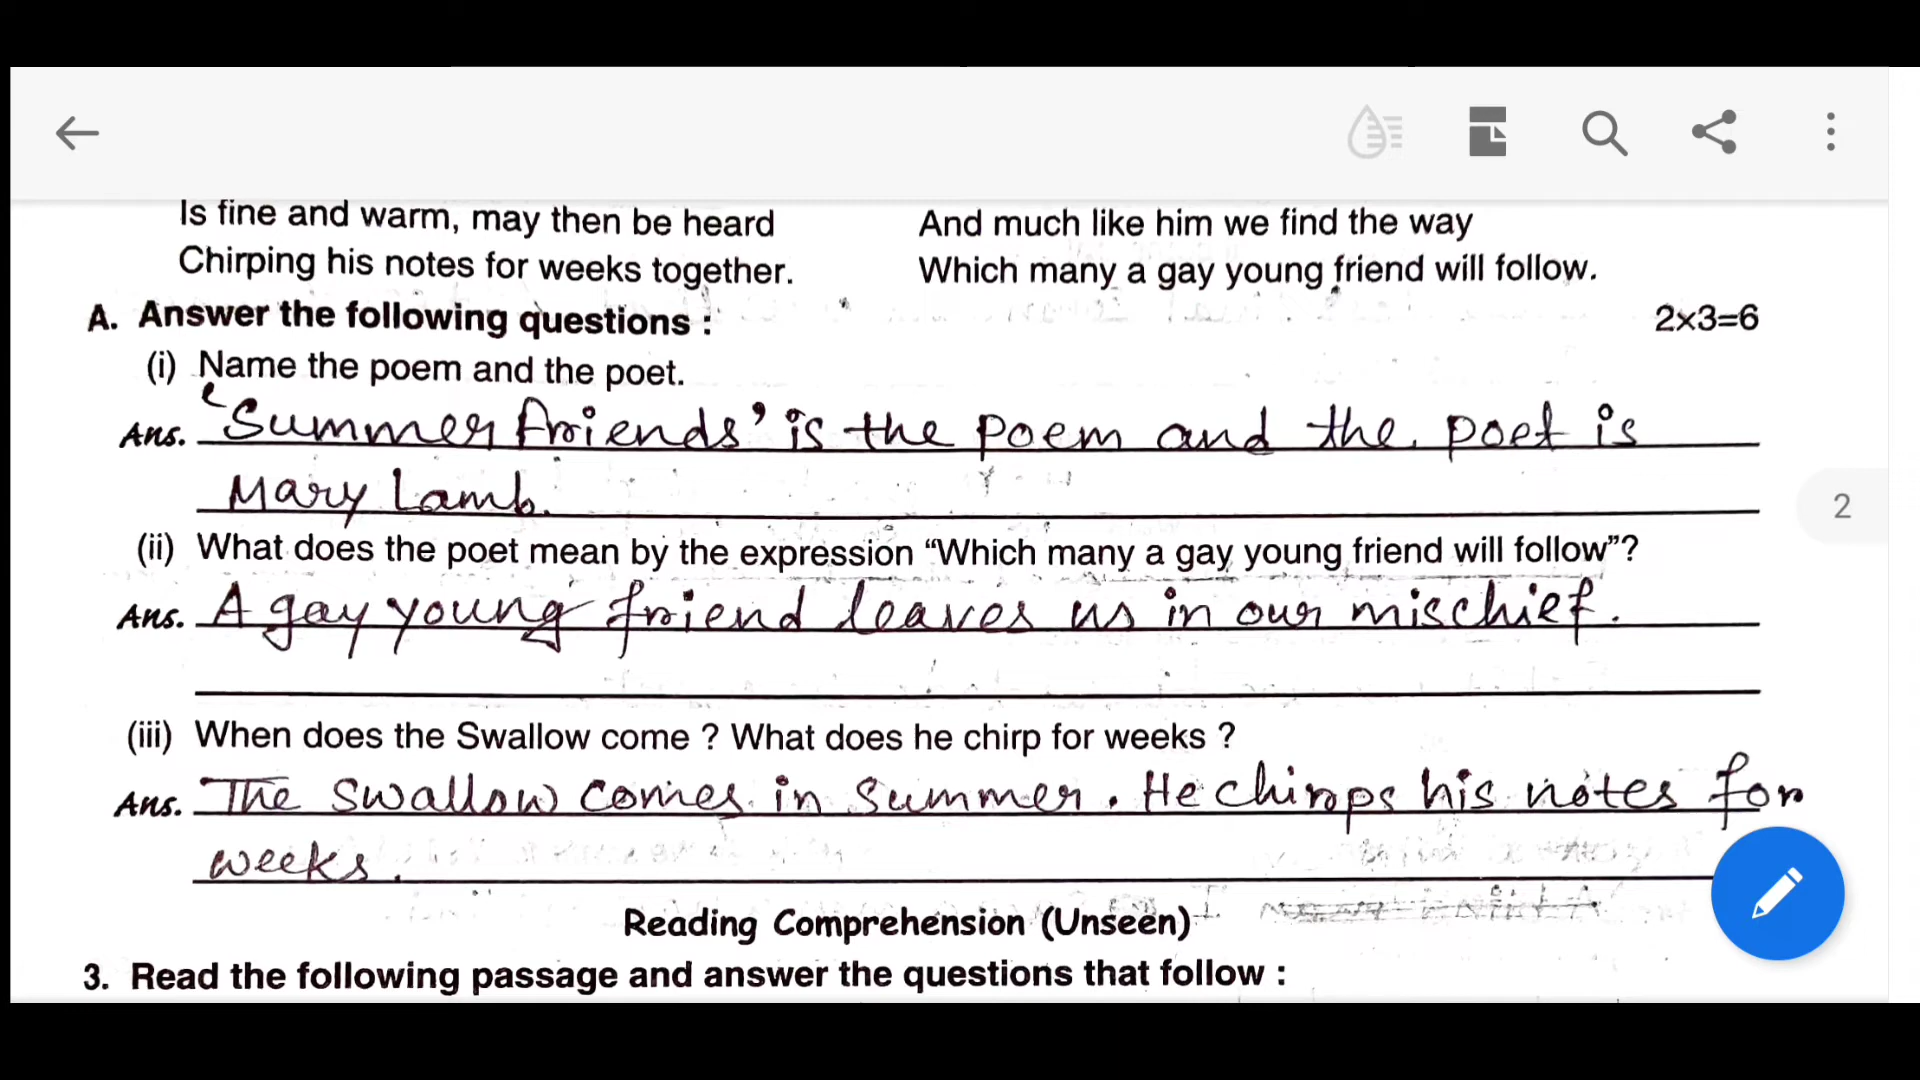 Is fine and warm, may then be heard
Chirping his notes for weeks together.
And much like him we find the way
Which many a gay young friend will follow.
A. Answer the following questions : 2x3=6
(i) Name the poem and the poet.
Ans. 'Summer friends' is the poem and the poet is
Mary Lamb.
2
(ii) What does the poet mean by the expression “Which many a gay young friend will follow”?
Ans. A gay young friend leaves us in our mischief.
(iii) When does the Swallow come ? What does he chirp for weeks ?
Ans. The Swallow comes in Summer. He chirps his notes for
weeks.
Reading Comprehension (Unseen)
3. Read the following passage and answer the questions that follow :